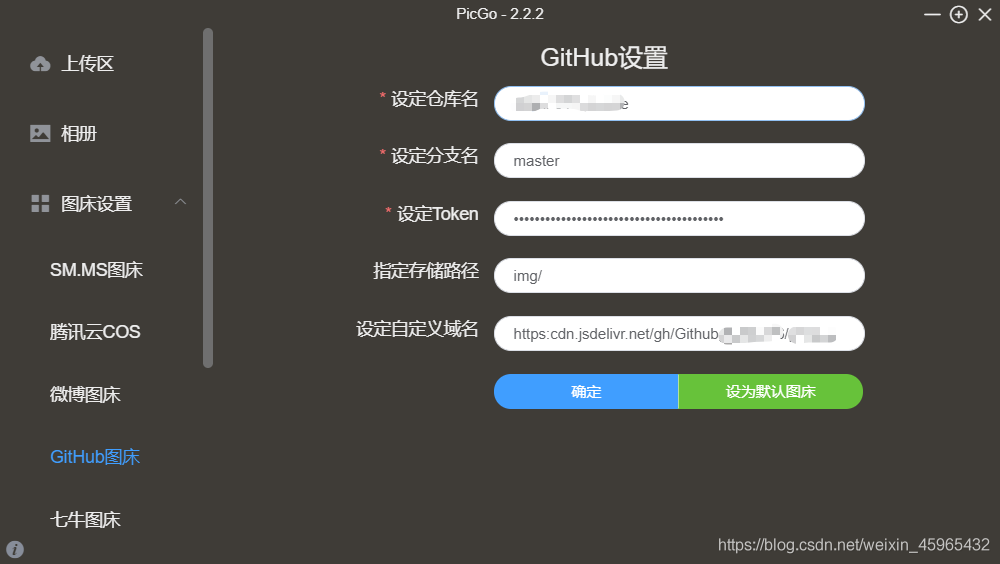 PicGo - 2.2.2
上传区
相册
图床设置
SM.MS图床
腾讯云COS
微博图床
GitHub图床
七牛图床
GitHub设置
* 设定仓库名
* 设定分支名
master
* 设定Token
指定存储路径
img/
设定自定义域名
https:cdn.jsdelivr.net/gh/Github
确定
设为默认图床
https://blog.csdn.net/weixin_45965432